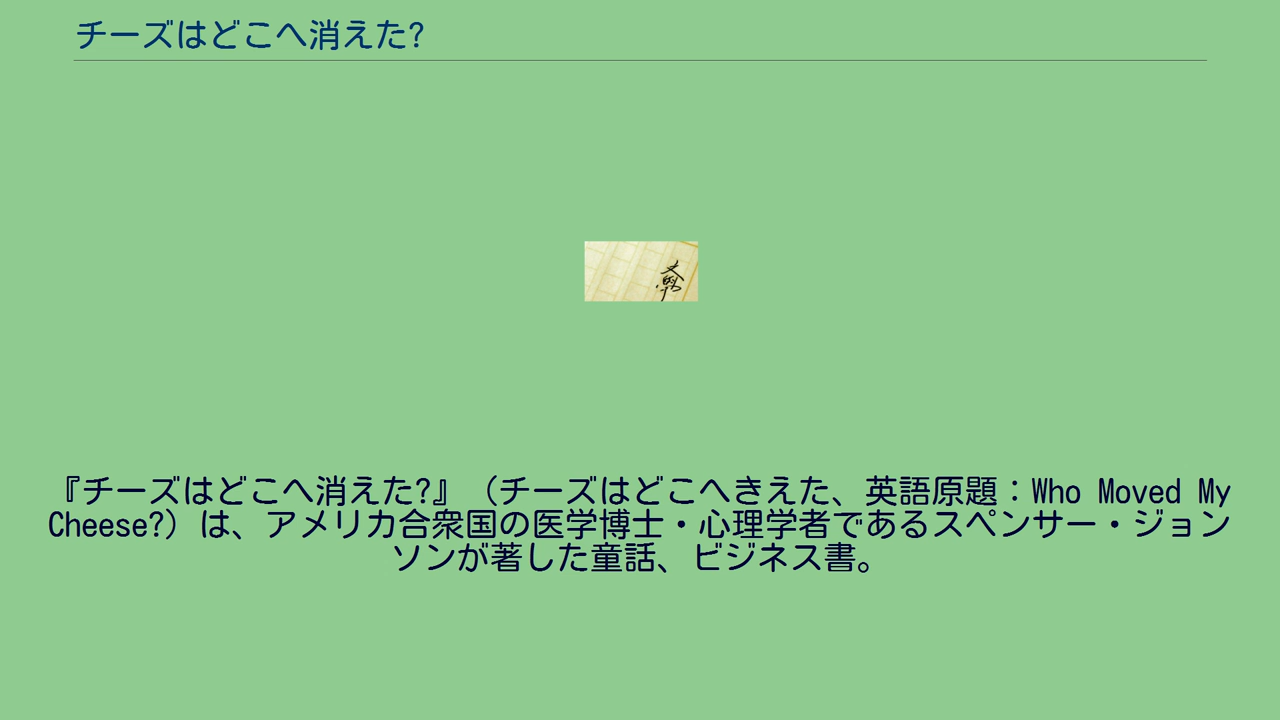 チーズはどこへ消えた?
『チーズはどこへ消えた?』（チーズはどこへきえた、英語原題：Who Moved My
Cheese?）は、アメリカ合衆国の医学博士・心理学者であるスペンサー・ジョン
ソンが著した童話、ビジネス書。